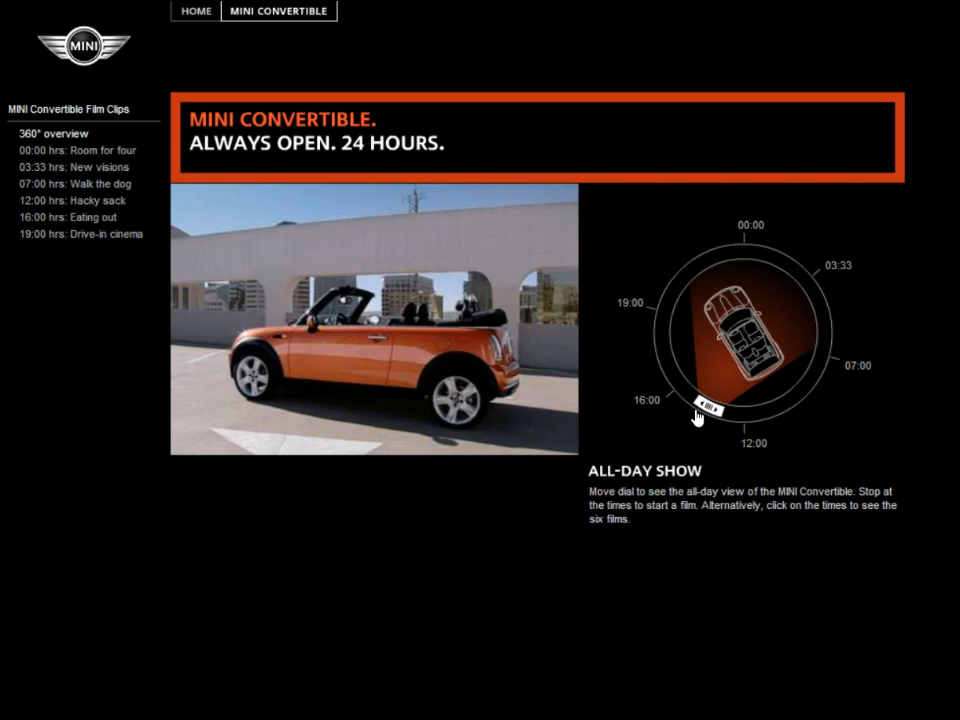 HOME
MINI CONVERTIBLE
MINI
MINI Convertible Film Clips
360° overview
00:00 hrs: Room for four
03:33 hrs: New visions
07:00 hrs: Walk the dog
12:00 hrs: Hacky sack
16:00 hrs: Eating out
19:00 hrs: Drive-in cinema
MINI CONVERTIBLE.
ALWAYS OPEN. 24 HOURS.
00:00
03:33
19:00
07:00
16:00
12:00
ALL-DAY SHOW
Move dial to see the all-day view of the MINI Convertible. Stop at
the times to start a film. Alternatively, click on the times to see the
six films.